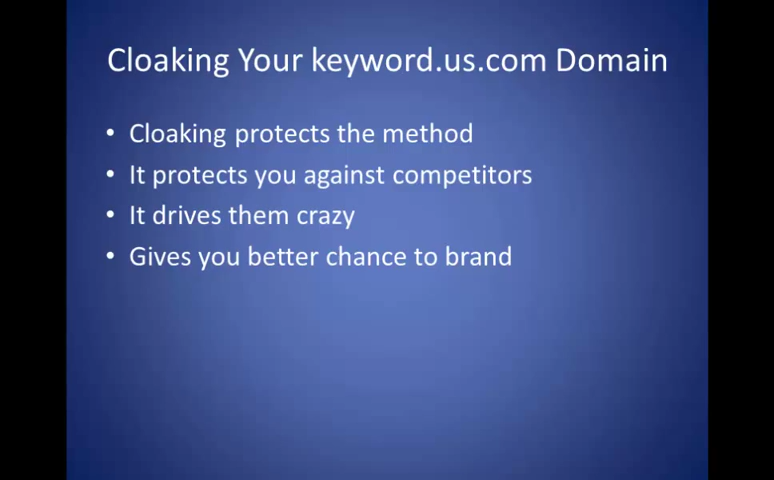 Cloaking Your keyword.us.com Domain
• Cloaking protects the method
• It protects you against competitors
• It drives them crazy
• Gives you better chance to brand